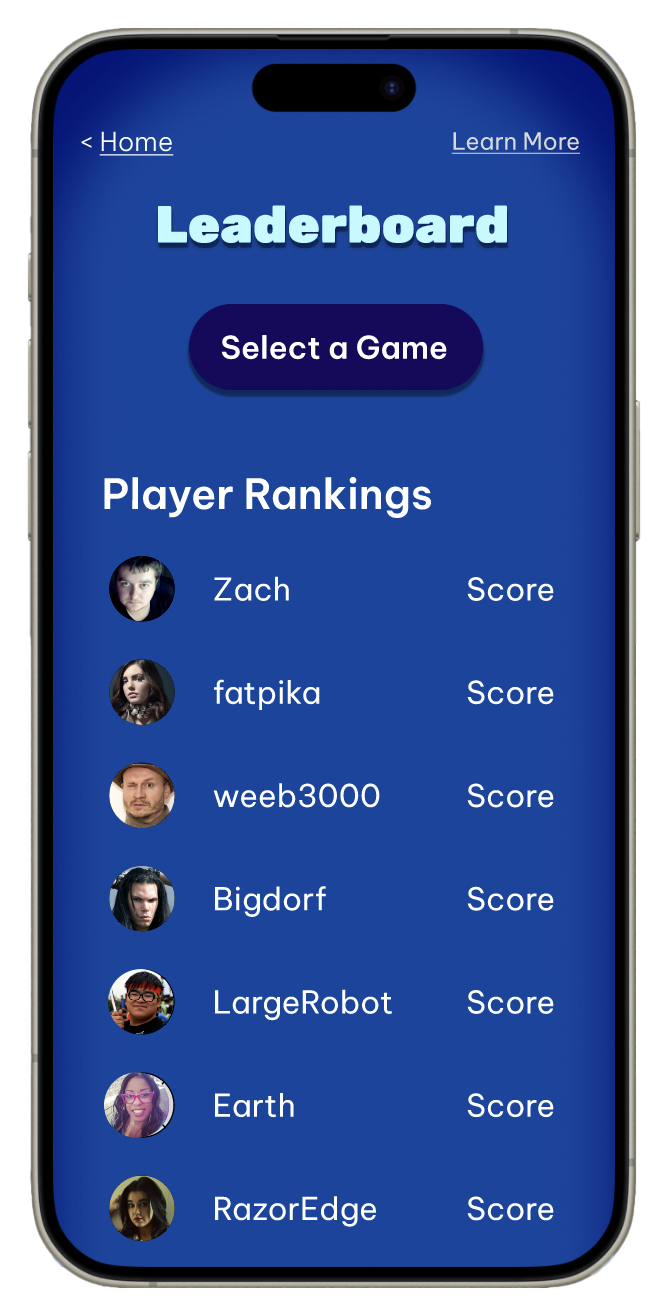 < Home Learn More
Leaderboard
Select a Game
Player Rankings
Zach Score
fatpika Score
weeb3000 Score
Bigdorf Score
LargeRobot Score
Earth Score
RazorEdge Score